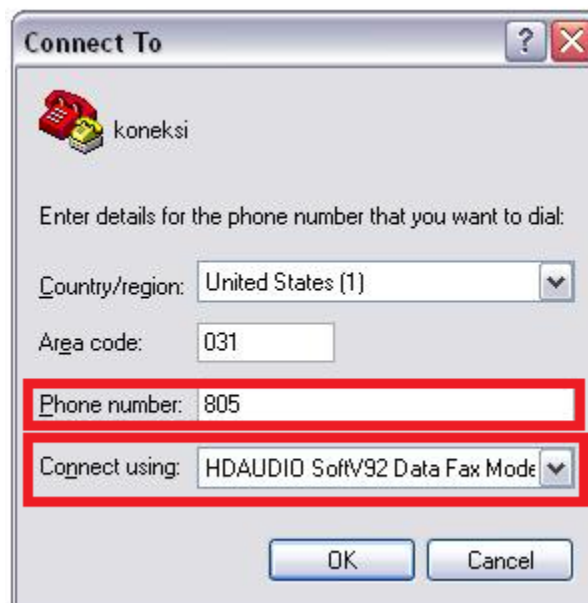 Connect To
koneksi
Enter details for the phone number that you want to dial:
Country/region: United States (1)
Area code: 031
Phone number: 805
Connect using: HDAUDIO SoftV92 Data Fax Mode
OK Cancel